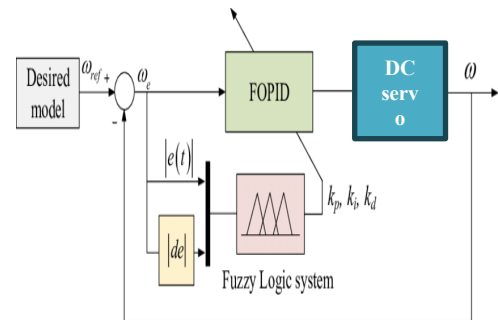 Desired
model
ω_ref +
-
ω_e
FOPID
DC
serv
o
ω
|e(t)|
|de|
k_p, k_i, k_d
Fuzzy Logic system